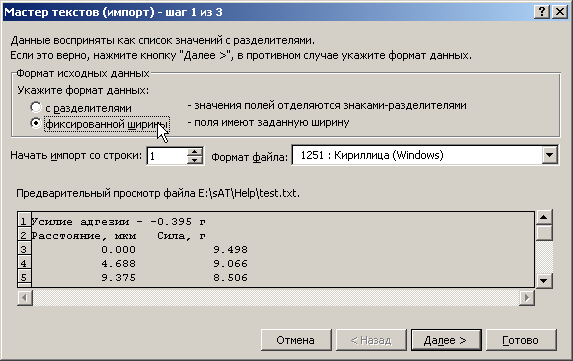 Мастер текстов (импорт) - шаг 1 из 3
Данные восприняты как список значений с разделителями.
Если это верно, нажмите кнопку "Далее >", в противном случае укажите формат данных.
Формат исходных данных
Укажите формат данных:
с разделителями - значения полей отделяются знаками-разделителями
фиксированной ширины - поля имеют заданную ширину
Начать импорт со строки: 1 Формат файла: 1251 : Кириллица (Windows)
Предварительный просмотр файла E:\sAT\Help\test.txt.
1 Усилие адгезии - -0.395 г
2 Расстояние, мкм Сила, г
3 0.000 9.498
4 4.688 9.066
5 9.375 8.506
Отмена < Назад Далее > Готово